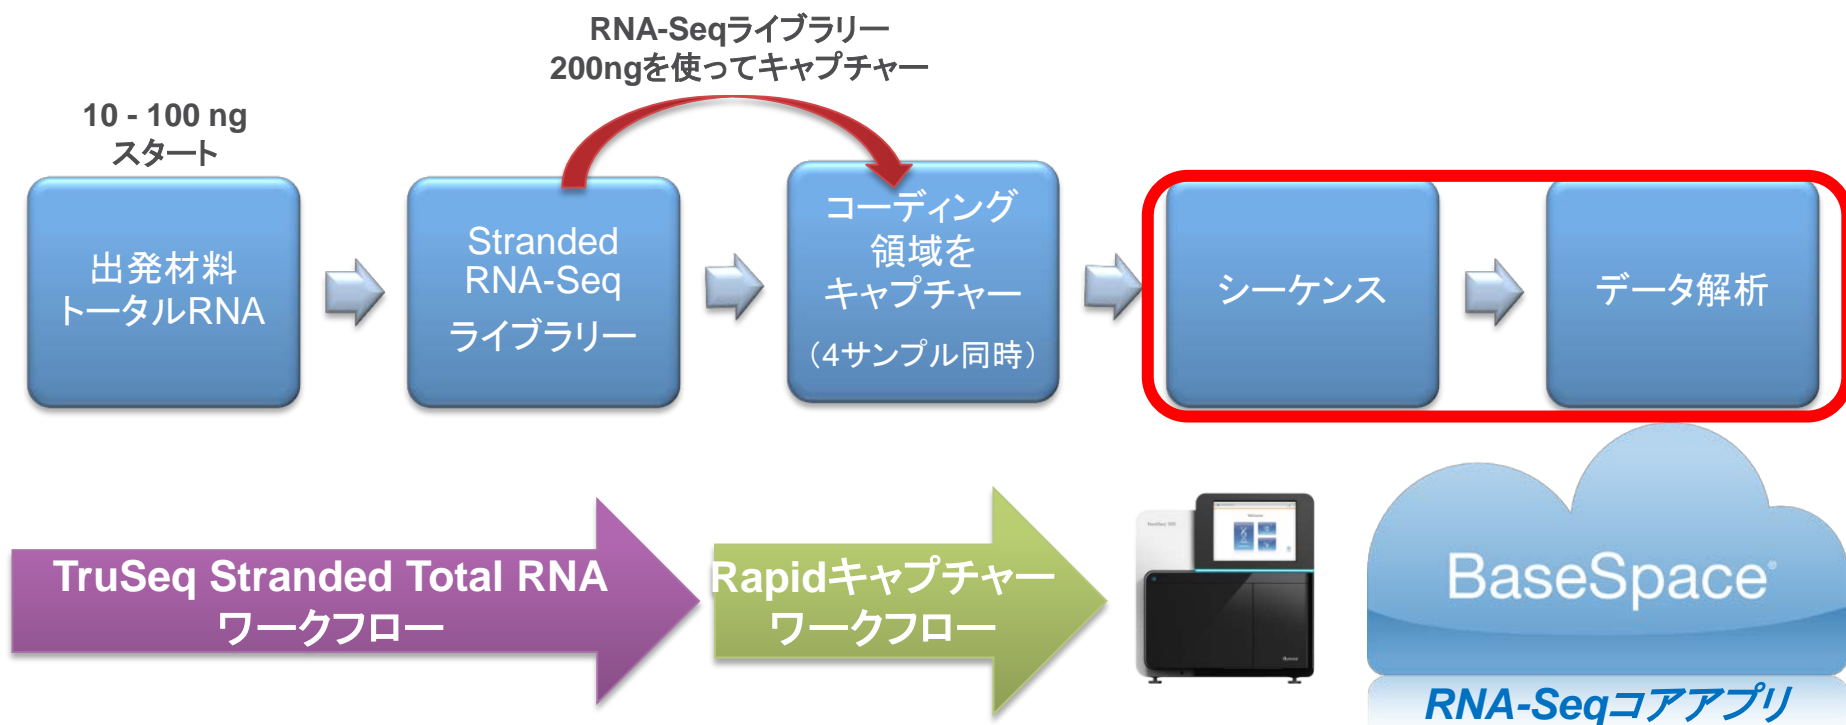 RNA-Seqライブラリー
200ngを使ってキャプチャー
10 - 100 ng
スタート
出発材料
トータルRNA
Stranded
RNA-Seq
ライブラリー
コーディング
領域を
キャプチャー
（4サンプル同時）
シーケンス
データ解析
TruSeq Stranded Total RNA
ワークフロー
Rapidキャプチャー
ワークフロー
BaseSpace®
RNA-Seqコアアプリ